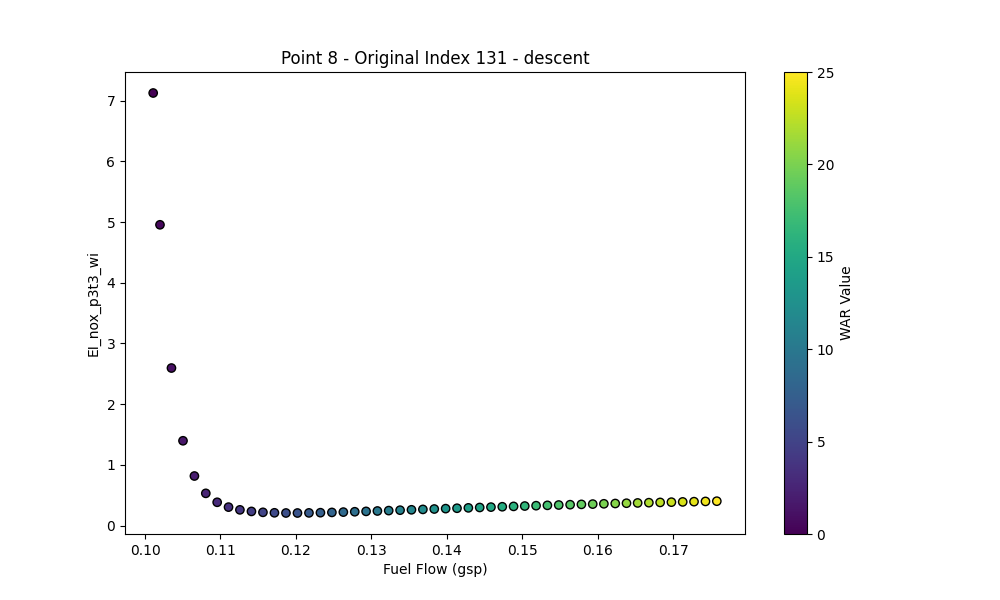 Point 8 - Original Index 131 - descent
7
6
5
4
3
2
1
0
EI_nox_p3t3_wi
0.10 0.11 0.12 0.13 0.14 0.15 0.16 0.17
Fuel Flow (gsp)
25
20
15
10
5
0
WAR Value